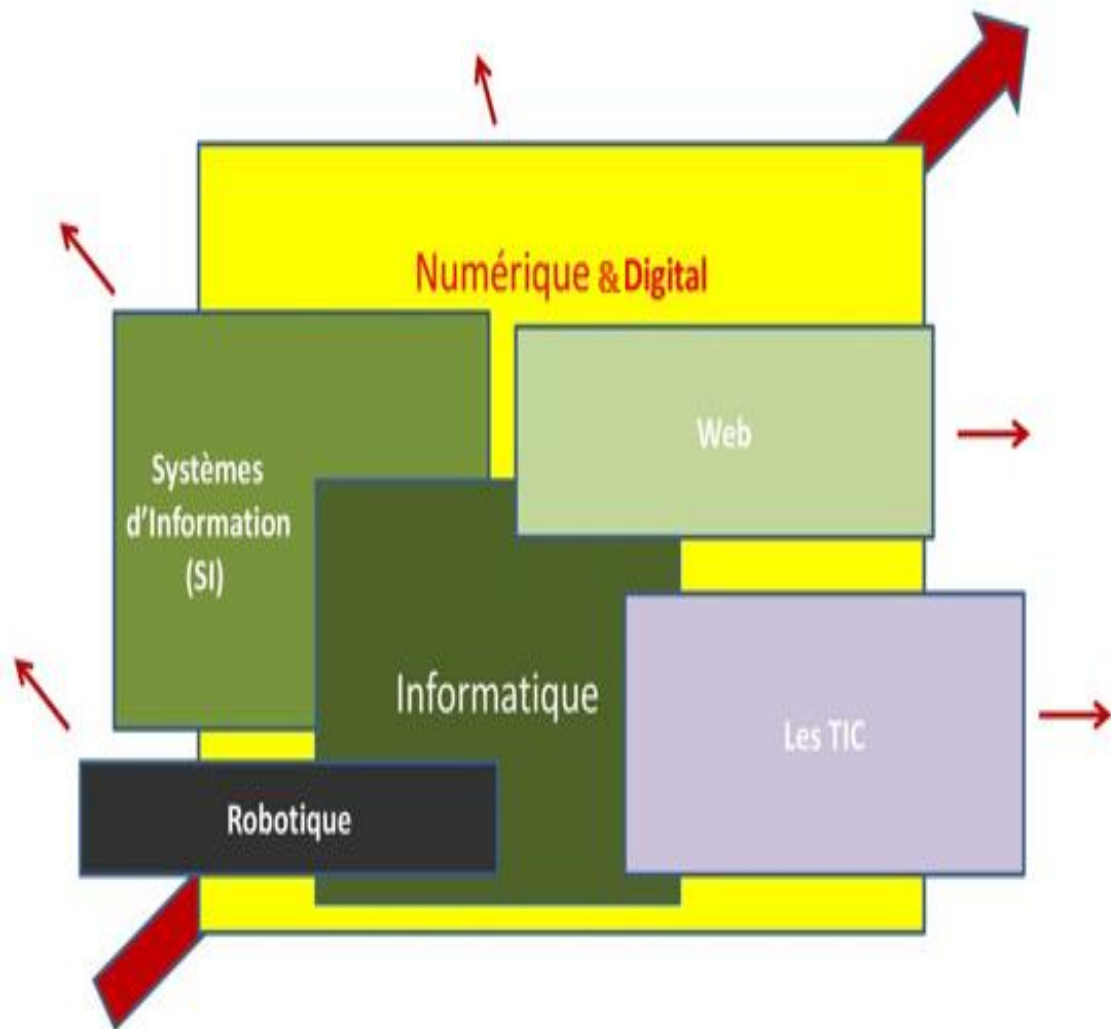 Numérique & Digital
Web
Systèmes
d’Information
(SI)
Informatique
Les TIC
Robotique